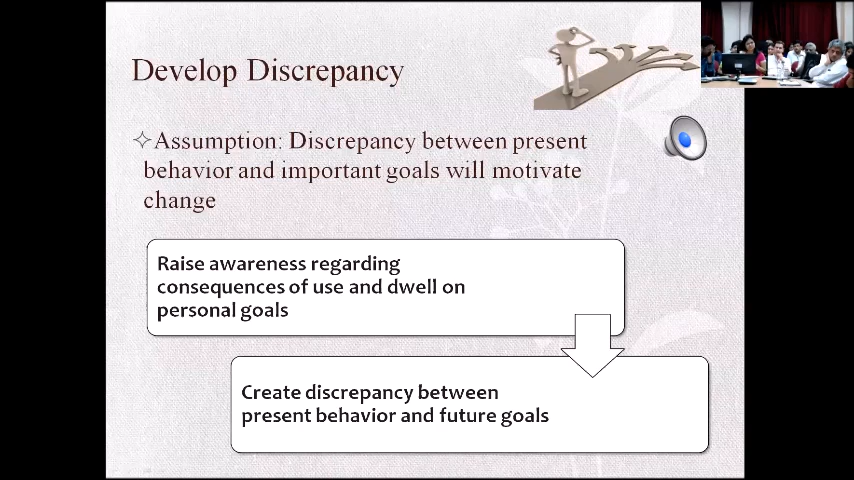 Develop Discrepancy
Assumption: Discrepancy between present
behavior and important goals will motivate
change
Raise awareness regarding
consequences of use and dwell on
personal goals
Create discrepancy between
present behavior and future goals